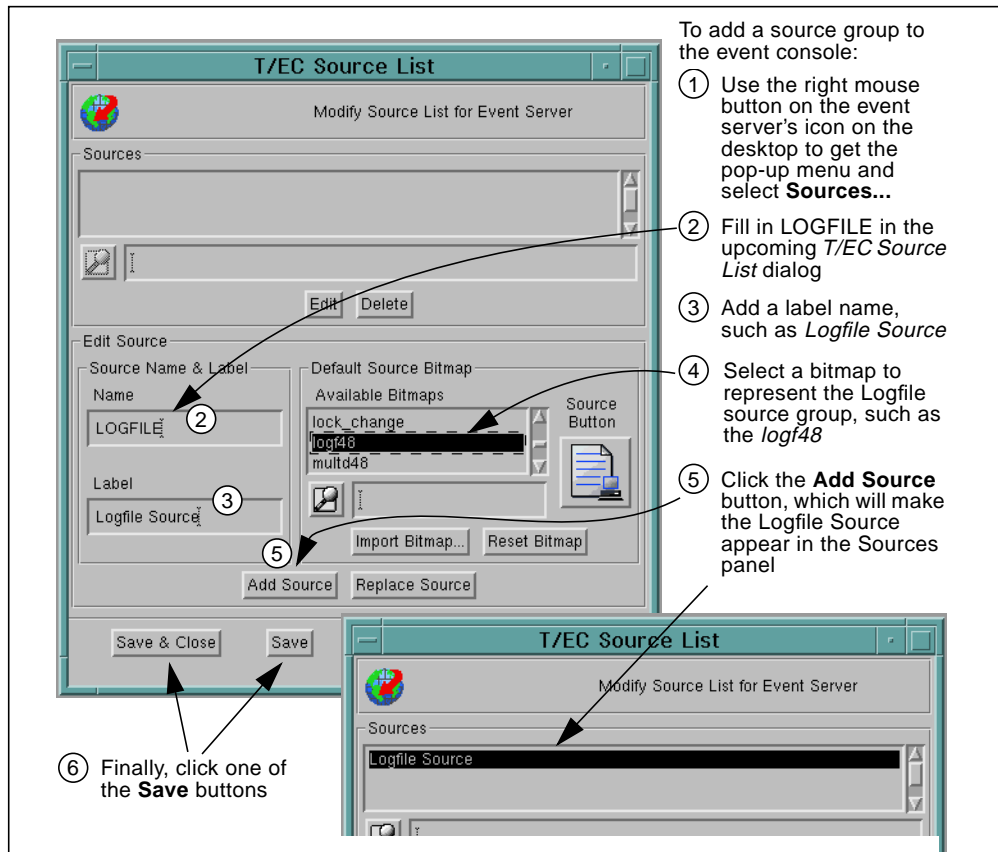 To add a source group to
the event console:
1 Use the right mouse
button on the event
server's icon on the
desktop to get the
pop-up menu and
select Sources...
2 Fill in LOGFILE in the
upcoming T/EC Source
List dialog
3 Add a label name,
such as Logfile Source
4 Select a bitmap to
represent the Logfile
source group, such as
the logf48
5 Click the Add Source
button, which will make
the Logfile Source
appear in the Sources
panel
6 Finally, click one of
the Save buttons
T/EC Source List
Modify Source List for Event Server
Sources
Edit Delete
Edit Source
Source Name & Label
Name
LOGFILE 2
Label
Logfile Source 3
Default Source Bitmap
Available Bitmaps
lock_change
logf48
multd48
Source
Button
Import Bitmap... Reset Bitmap
5
Add Source Replace Source
Save & Close Save
T/EC Source List
Modify Source List for Event Server
Sources
Logfile Source